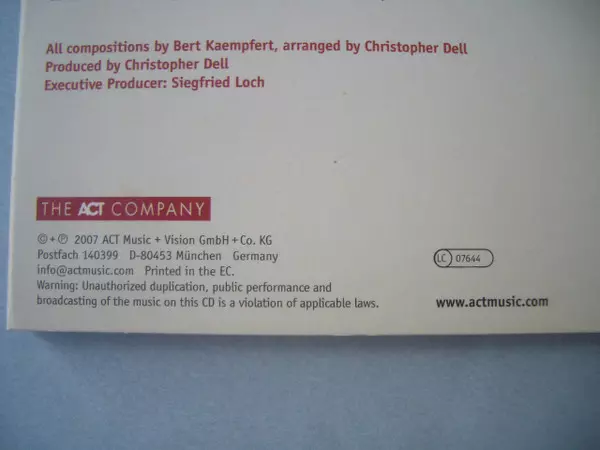 All compositions by Bert Kaempfert, arranged by Christopher Dell
Produced by Christopher Dell
Executive Producer: Siegfried Loch
THE ACT COMPANY
©+℗ 2007 ACT Music + Vision GmbH + Co. KG
Postfach 140399 D-80453 München Germany
info@actmusic.com Printed in the EC.
Warning: Unauthorized duplication, public performance and
broadcasting of the music on this CD is a violation of applicable laws.
LC 07644
www.actmusic.com